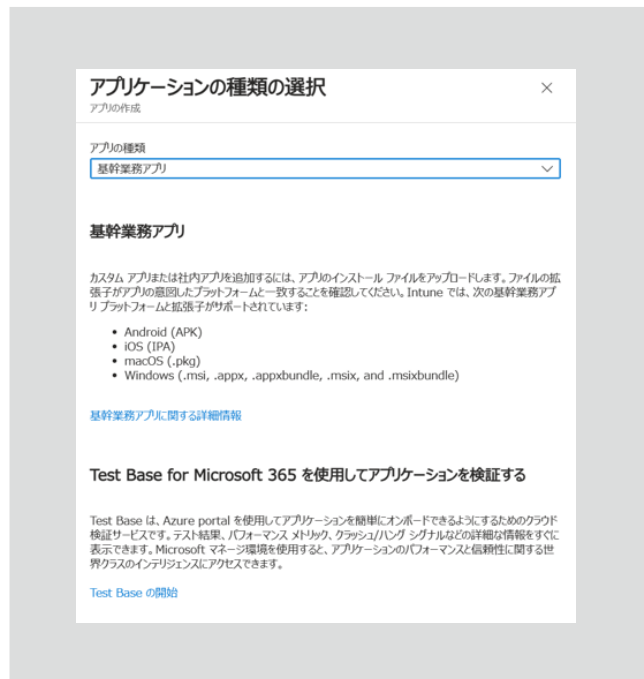 アプリケーションの種類の選択
アプリの作成
アプリの種類
基幹業務アプリ
基幹業務アプリ
カスタム アプリまたは社内アプリを追加するには、アプリのインストール ファイルをアップロードします。ファイルの拡
張子がアプリの意図したプラットフォームと一致することを確認してください。Intune では、次の基幹業務アプ
リ プラットフォームと拡張子がサポートされています:
• Android (APK)
• iOS (IPA)
• macOS (.pkg)
• Windows (.msi, .appx, .appxbundle, .msix, and .msixbundle)
基幹業務アプリに関する詳細情報
Test Base for Microsoft 365 を使用してアプリケーションを検証する
Test Base は、Azure portal を使用してアプリケーションを簡単にオンボードできるようにするためのクラウド
検証サービスです。テスト結果、パフォーマンス メトリック、クラッシュ/ハング シグナルなどの詳細な情報をすぐに
表示できます。Microsoft マネージ環境を使用すると、アプリケーションのパフォーマンスと信頼性に関する世
界クラスのインテリジェンスにアクセスできます。
Test Base の開始